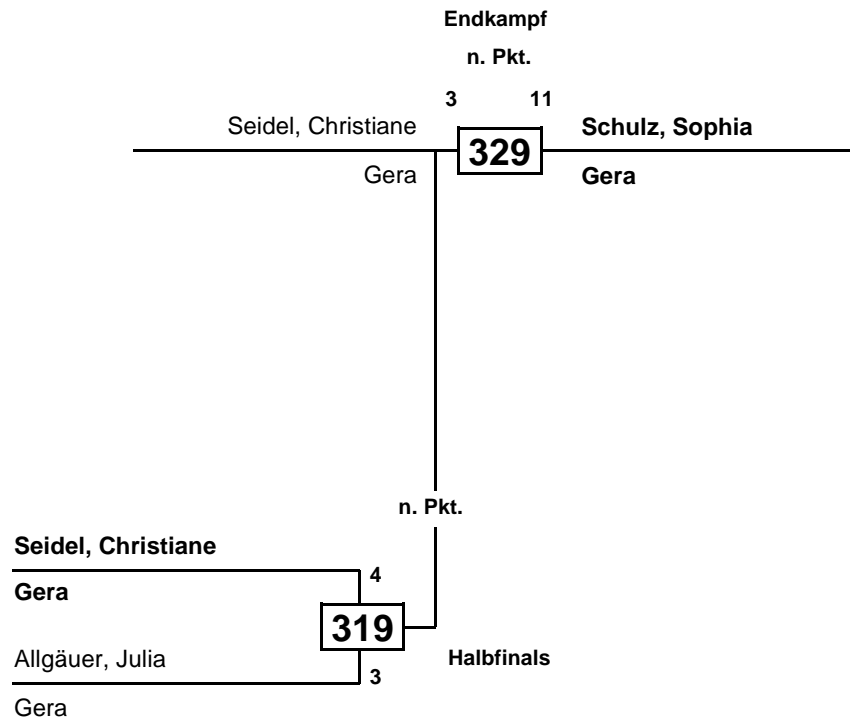 Endkampf
n. Pkt.
3 11
Seidel, Christiane 329 Schulz, Sophia
Gera Gera
n. Pkt.
Seidel, Christiane
4
Gera
319
Allgäuer, Julia Halbfinals
3
Gera